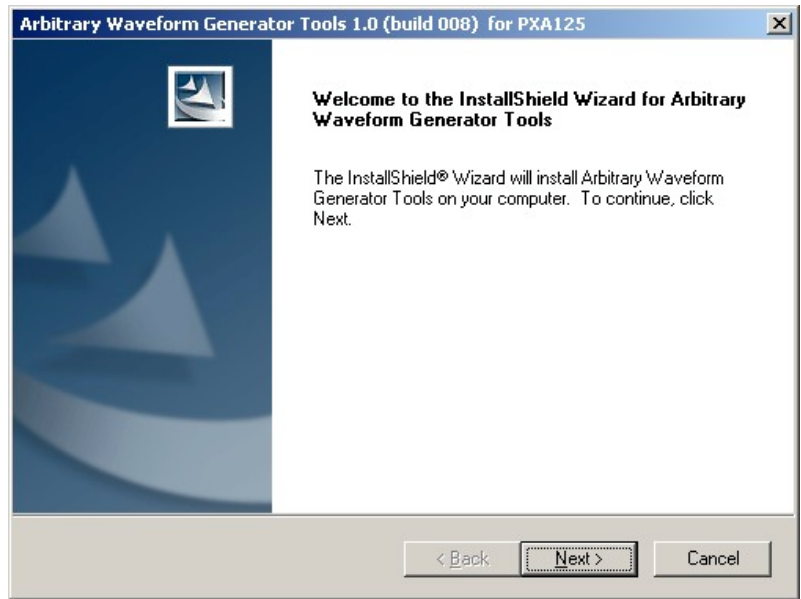 Arbitrary Waveform Generator Tools 1.0 (build 008) for PXA125
Welcome to the InstallShield Wizard for Arbitrary
Waveform Generator Tools
The InstallShield® Wizard will install Arbitrary Waveform
Generator Tools on your computer. To continue, click
Next.
< Back
Next >
Cancel